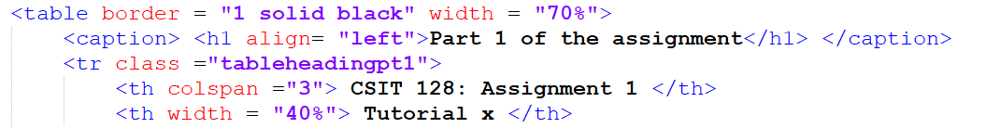 <table border = "1 solid black" width = "70%">
<caption> <h1 align= "left">Part 1 of the assignment</h1> </caption>
<tr class ="tableheadingpt1">
<th colspan ="3"> CSIT 128: Assignment 1 </th>
<th width = "40%"> Tutorial x </th>